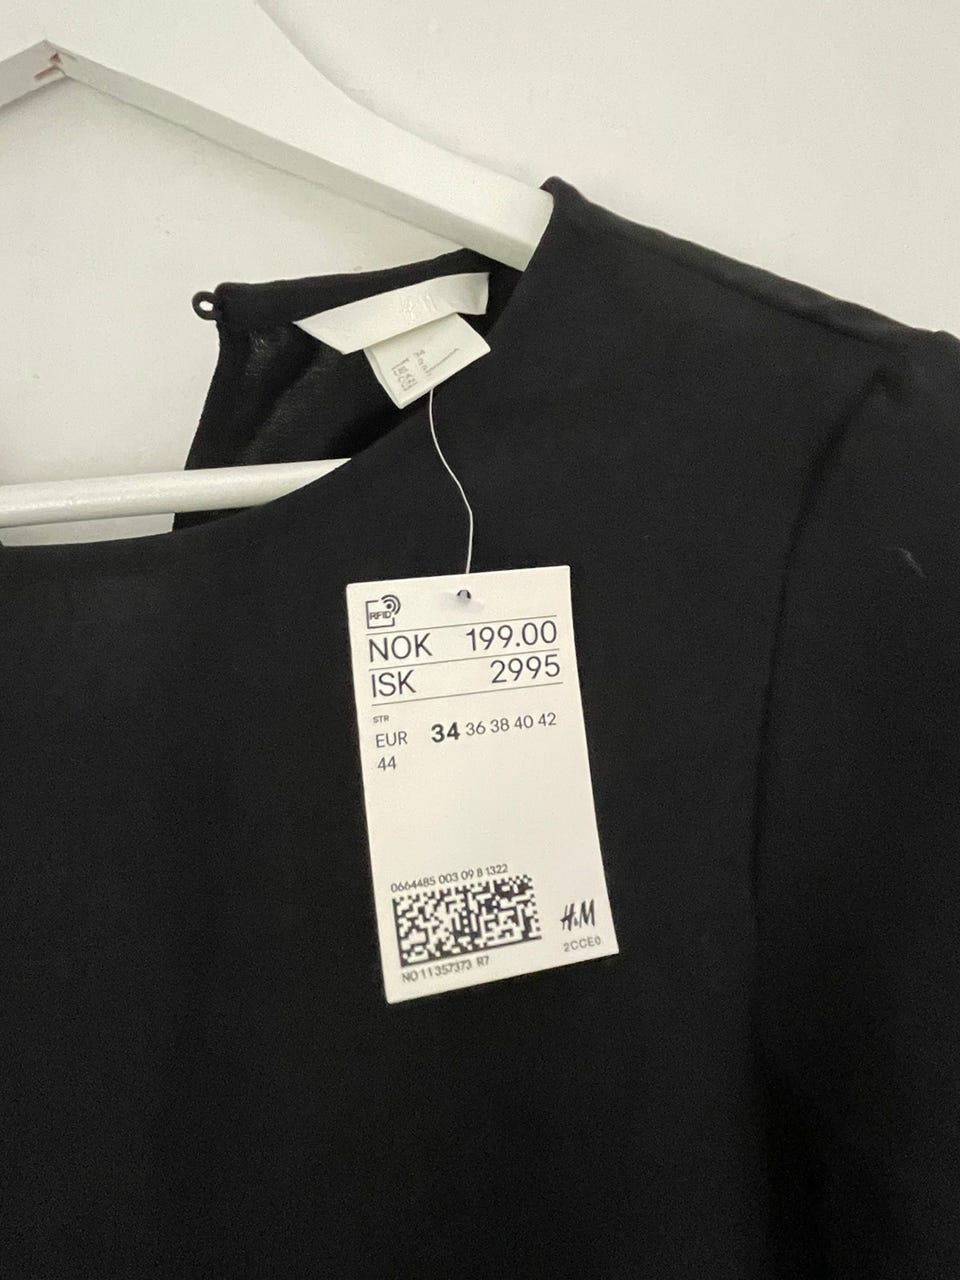 H&M
34
RFID
NOK 199.00
ISK 2995
STR
EUR 34 36 38 40 42
44
0664485 003 09 B 1322
H&M
2CCE0
NO11357373 R7